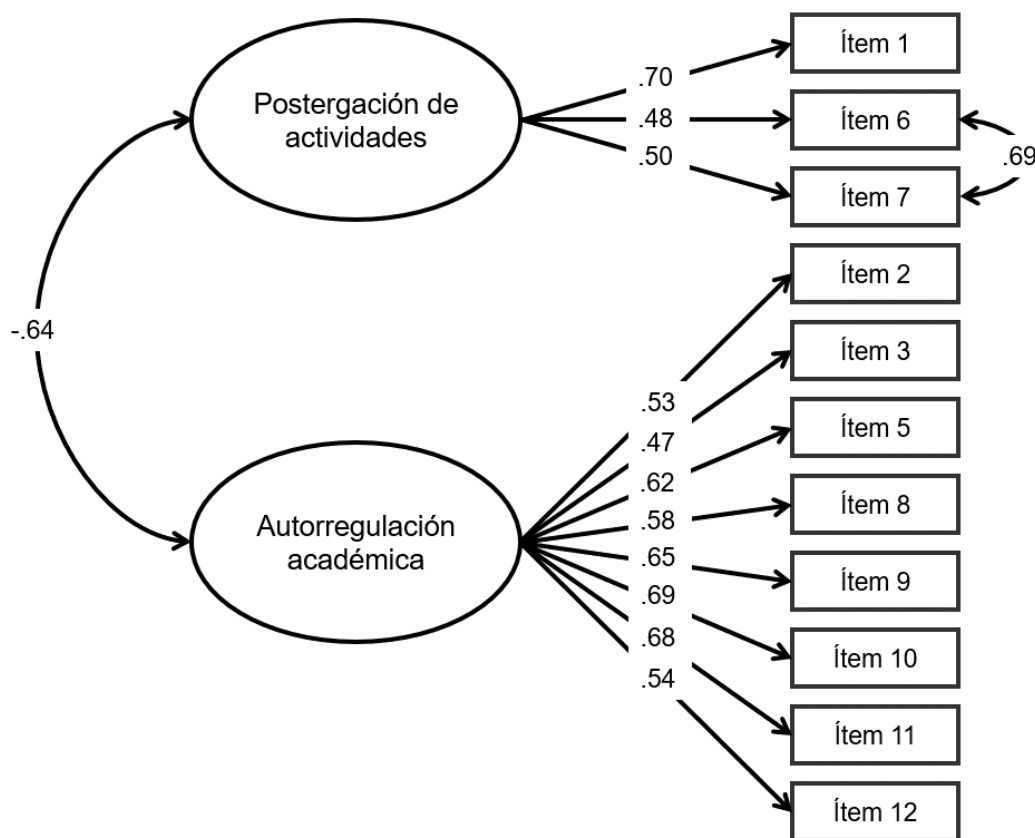 Postergación de
actividades
Autorregulación
académica
-.64
.70
.48
.50
.53
.47
.62
.58
.65
.69
.68
.54
Ítem 1
Ítem 6
Ítem 7
Ítem 2
Ítem 3
Ítem 5
Ítem 8
Ítem 9
Ítem 10
Ítem 11
Ítem 12
.69